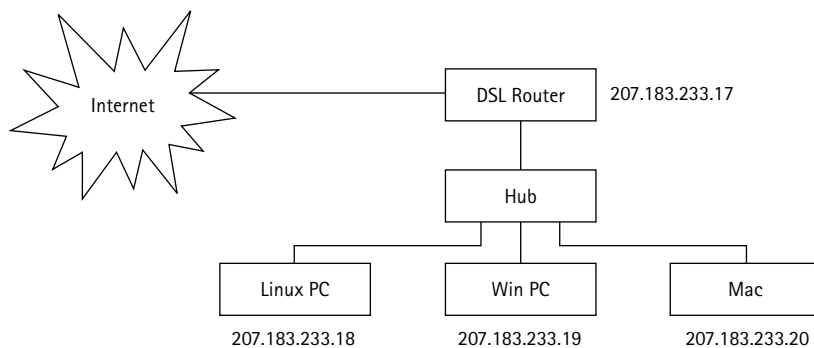 Internet
DSL Router
207.183.233.17
Hub
Linux PC
Win PC
Mac
207.183.233.18
207.183.233.19
207.183.233.20